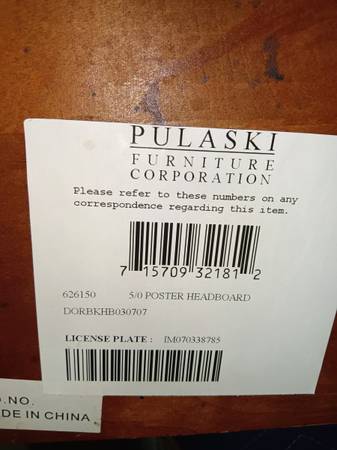 PULASKI
FURNITURE
CORPORATION
Please refer to these numbers on any
correspondence regarding this item.
7 15709 32181 2
626150 5/0 POSTER HEADBOARD
DORBKHB030707
LICENSE PLATE : IM070338785
.NO.
DE IN CHINA